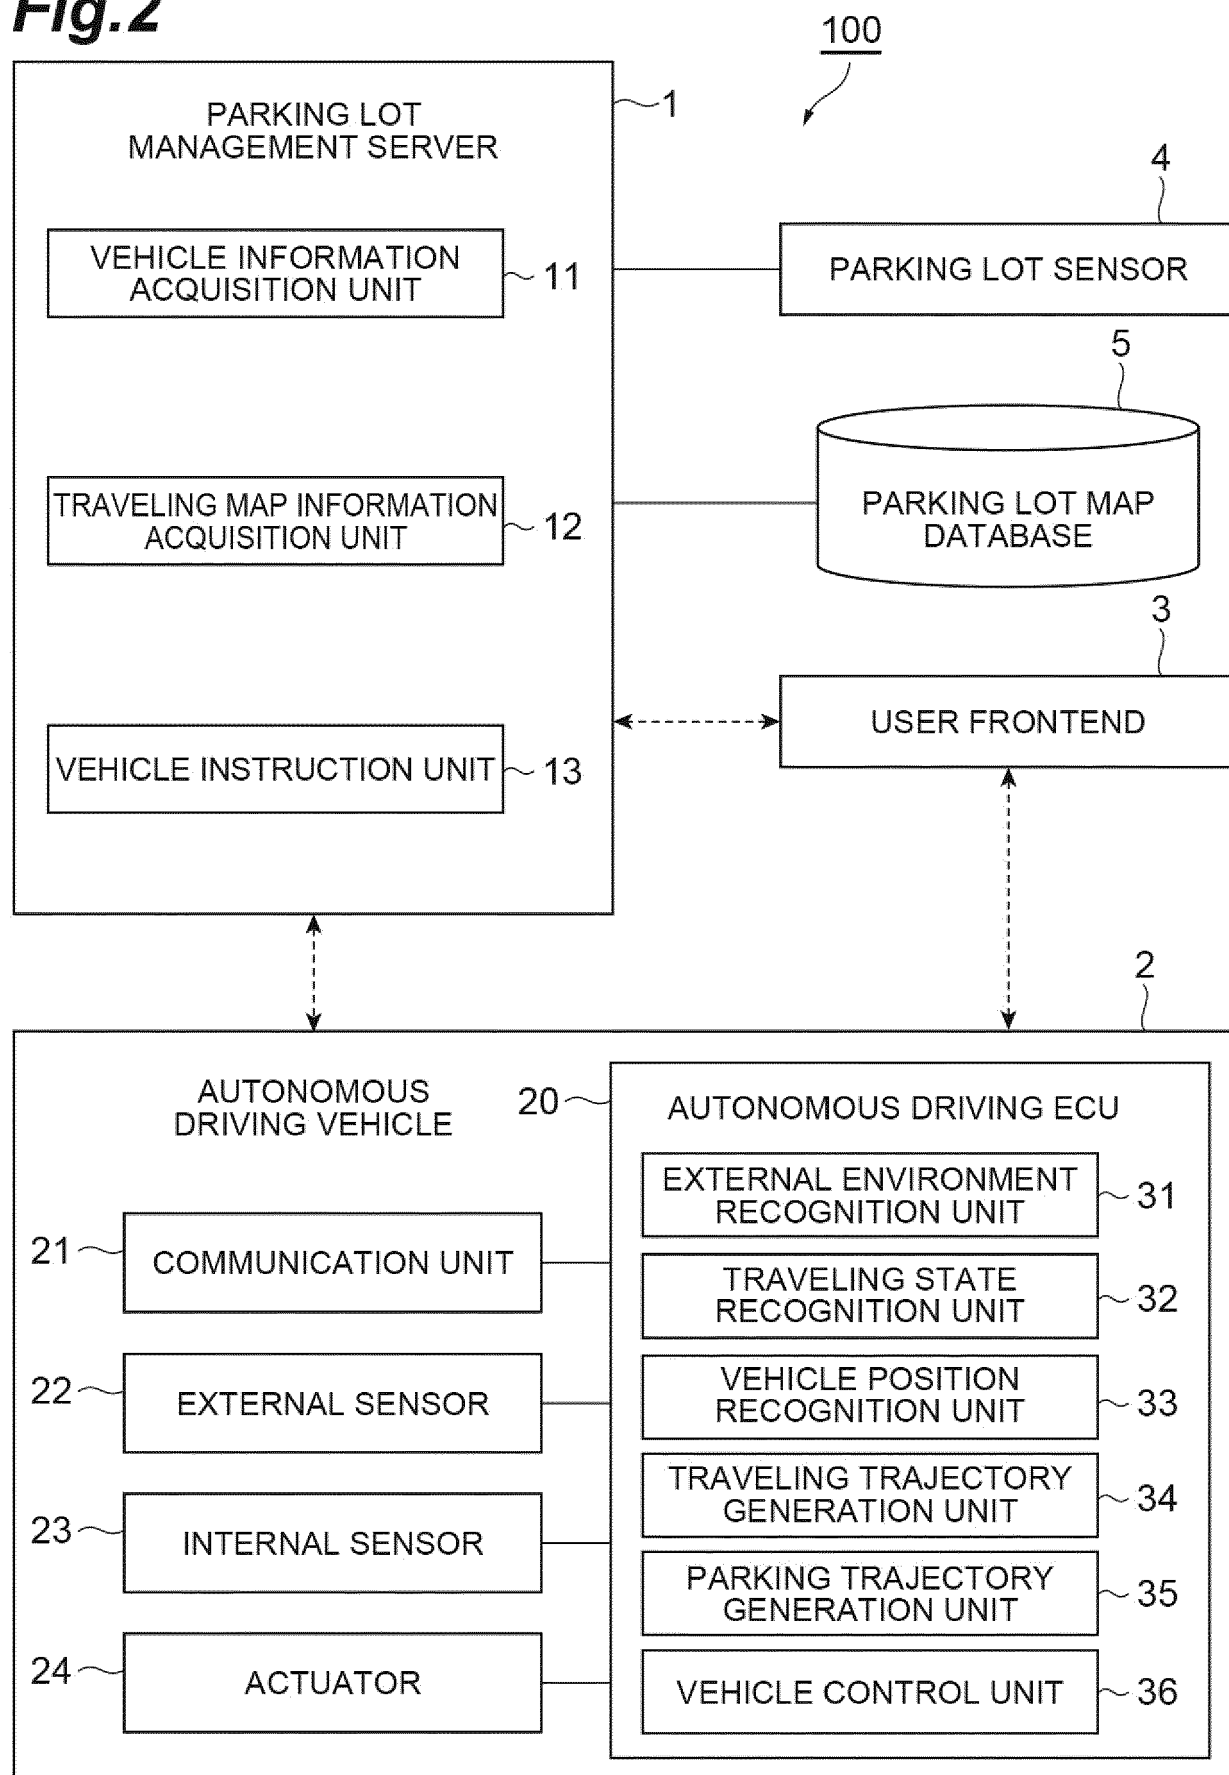 Fig.2
100
PARKING LOT
MANAGEMENT SERVER
1
VEHICLE INFORMATION
ACQUISITION UNIT
11
TRAVELING MAP INFORMATION
ACQUISITION UNIT
12
VEHICLE INSTRUCTION UNIT
13
4
PARKING LOT SENSOR
5
PARKING LOT MAP
DATABASE
3
USER FRONTEND
2
AUTONOMOUS
DRIVING VEHICLE
21
COMMUNICATION UNIT
22
EXTERNAL SENSOR
23
INTERNAL SENSOR
24
ACTUATOR
20
AUTONOMOUS DRIVING ECU
EXTERNAL ENVIRONMENT
RECOGNITION UNIT
31
TRAVELING STATE
RECOGNITION UNIT
32
VEHICLE POSITION
RECOGNITION UNIT
33
TRAVELING TRAJECTORY
GENERATION UNIT
34
PARKING TRAJECTORY
GENERATION UNIT
35
VEHICLE CONTROL UNIT
36